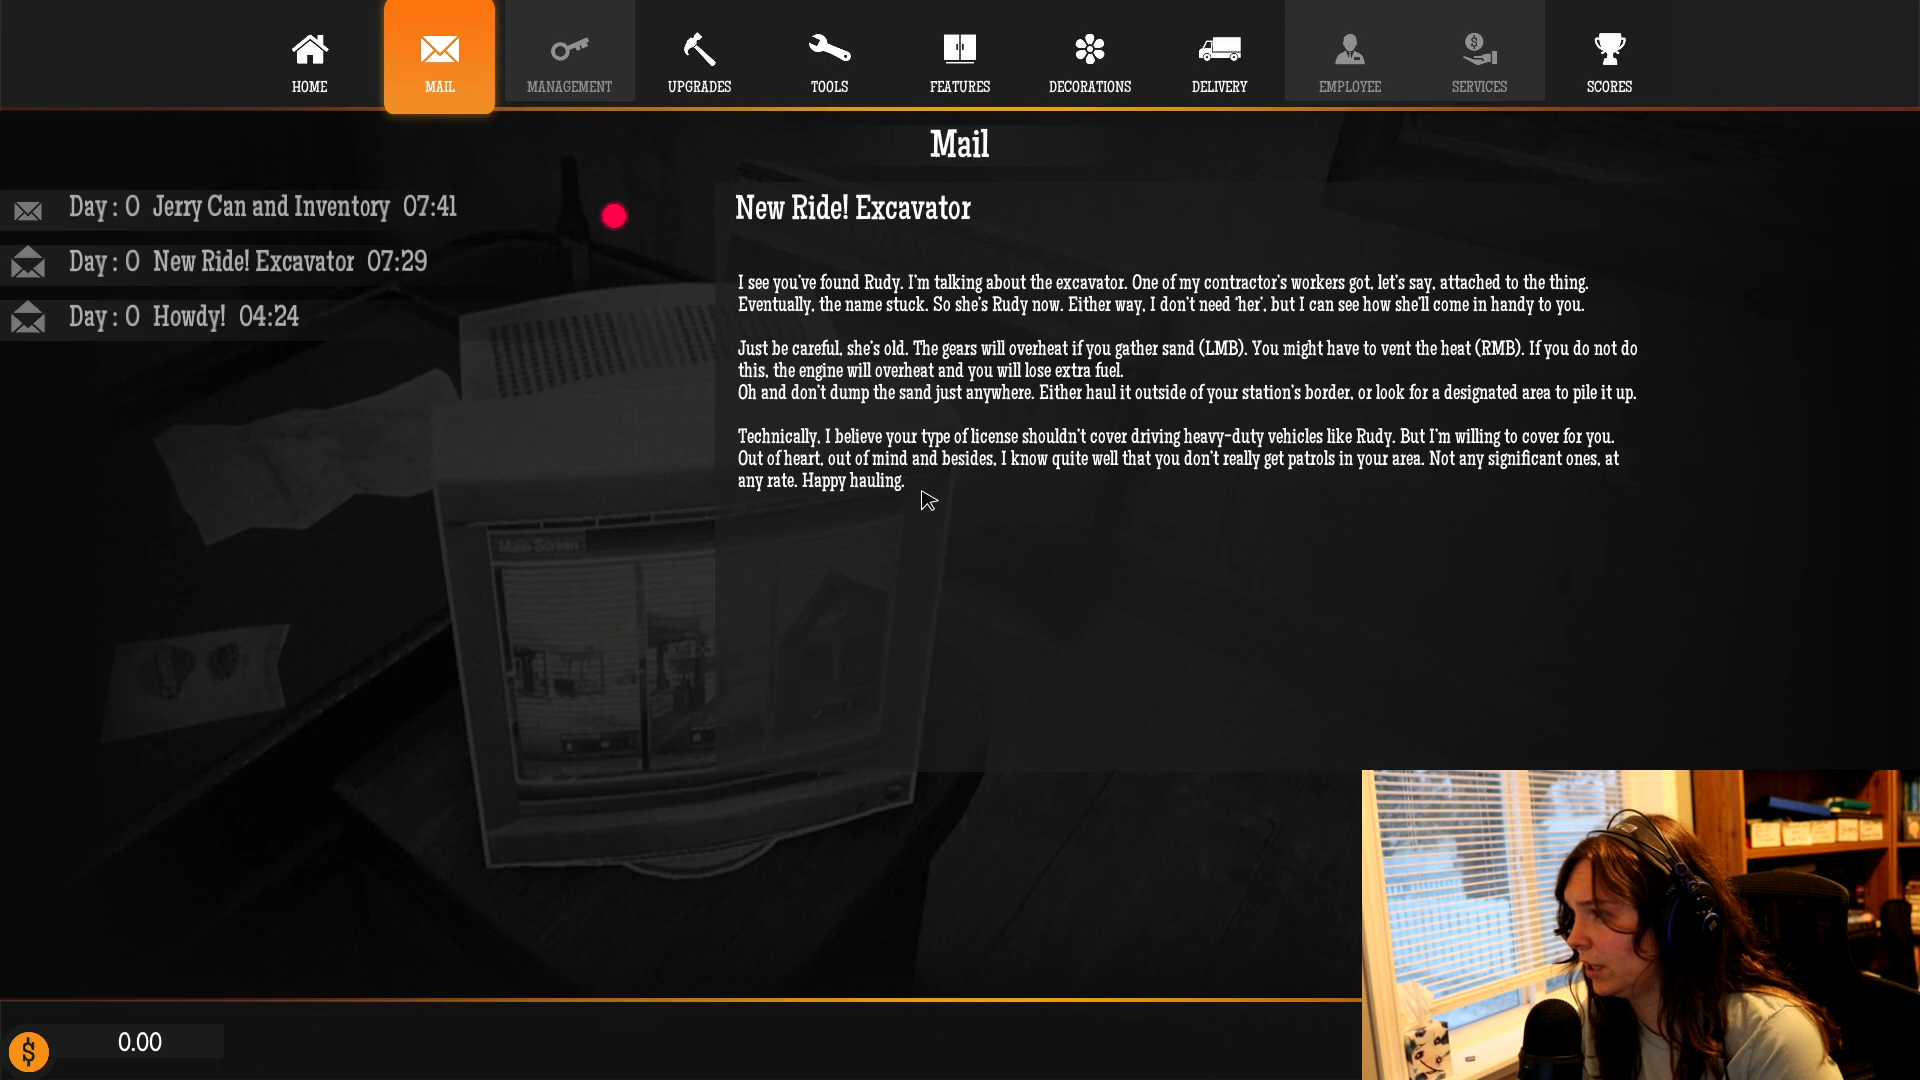 HOME
MAIL
MANAGEMENT
UPGRADES
TOOLS
FEATURES
DECORATIONS
DELIVERY
EMPLOYEE
SERVICES
SCORES
Mail
Day : 0 Jerry Can and Inventory 07:41
Day : 0 New Ride! Excavator 07:29
Day : 0 Howdy! 04:24
New Ride! Excavator
I see you've found Rudy. I'm talking about the excavator. One of my contractor's workers got, let's say, attached to the thing.
Eventually, the name stuck. So she's Rudy now. Either way, I don't need 'her', but I can see how she'll come in handy to you.
Just be careful, she's old. The gears will overheat if you gather sand (LMB). You might have to vent the heat (RMB). If you do not do
this, the engine will overheat and you will lose extra fuel.
Oh and don't dump the sand just anywhere. Either haul it outside of your station's border, or look for a designated area to pile it up.
Technically, I believe your type of license shouldn't cover driving heavy-duty vehicles like Rudy. But I'm willing to cover for you.
Out of heart, out of mind and besides, I know quite well that you don't really get patrols in your area. Not any significant ones, at
any rate. Happy hauling.
Main Screen
$ 0.00